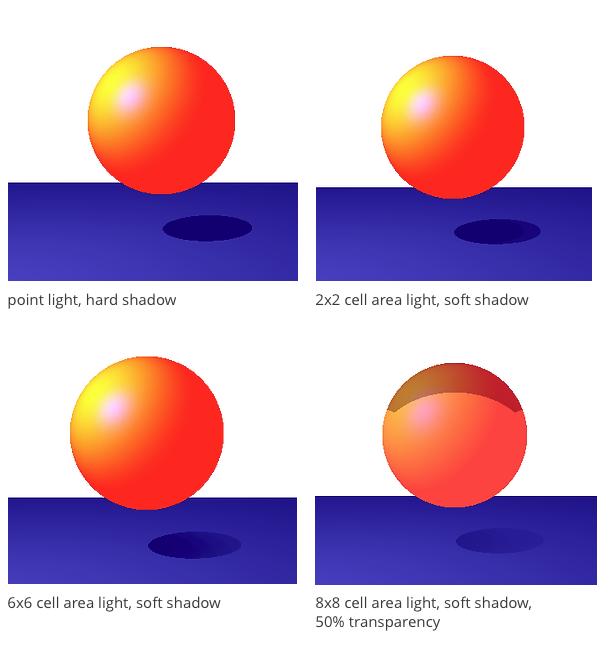 point light, hard shadow
2x2 cell area light, soft shadow
6x6 cell area light, soft shadow
8x8 cell area light, soft shadow,
50% transparency